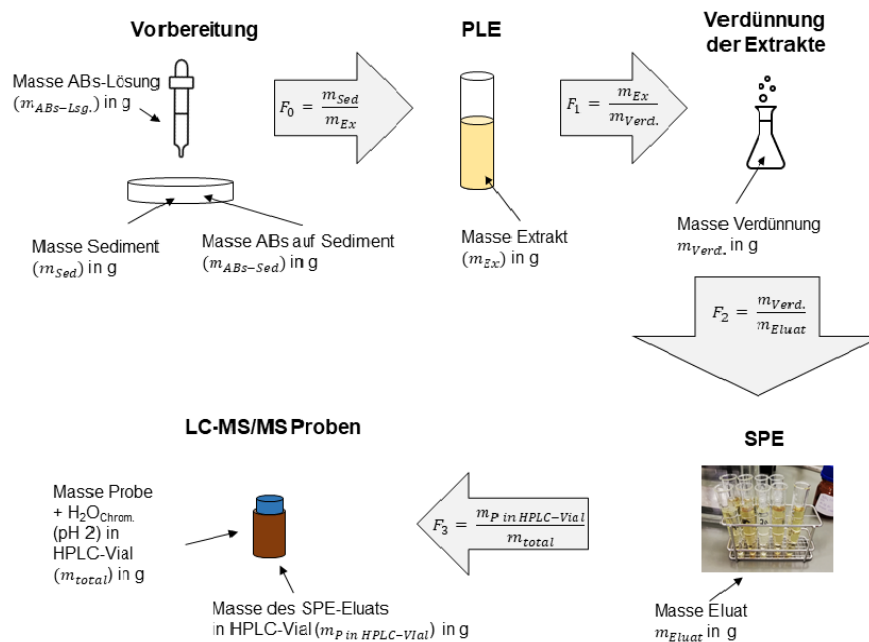 Vorbereitung
Masse ABs-Lösung
(m_ABs−Lsg.) in g
F_0 = m_Sed / m_Ex
Masse Sediment
(m_Sed) in g
Masse ABs auf Sediment
(m_ABs−Sed) in g
PLE
Masse Extrakt
(m_Ex) in g
F_1 = m_Ex / m_Verd.
Verdünnung
der Extrakte
Masse Verdünnung
m_Verd. in g
F_2 = m_Verd. / m_Eluat
SPE
Masse Eluat
m_Eluat in g
F_3 = m_P in HPLC−Vial / m_total
LC-MS/MS Proben
Masse Probe
+ H2O_Chrom.
(pH 2) in
HPLC-Vial
(m_total) in g
Masse des SPE-Eluats
in HPLC-Vial (m_P in HPLC−VIal) in g